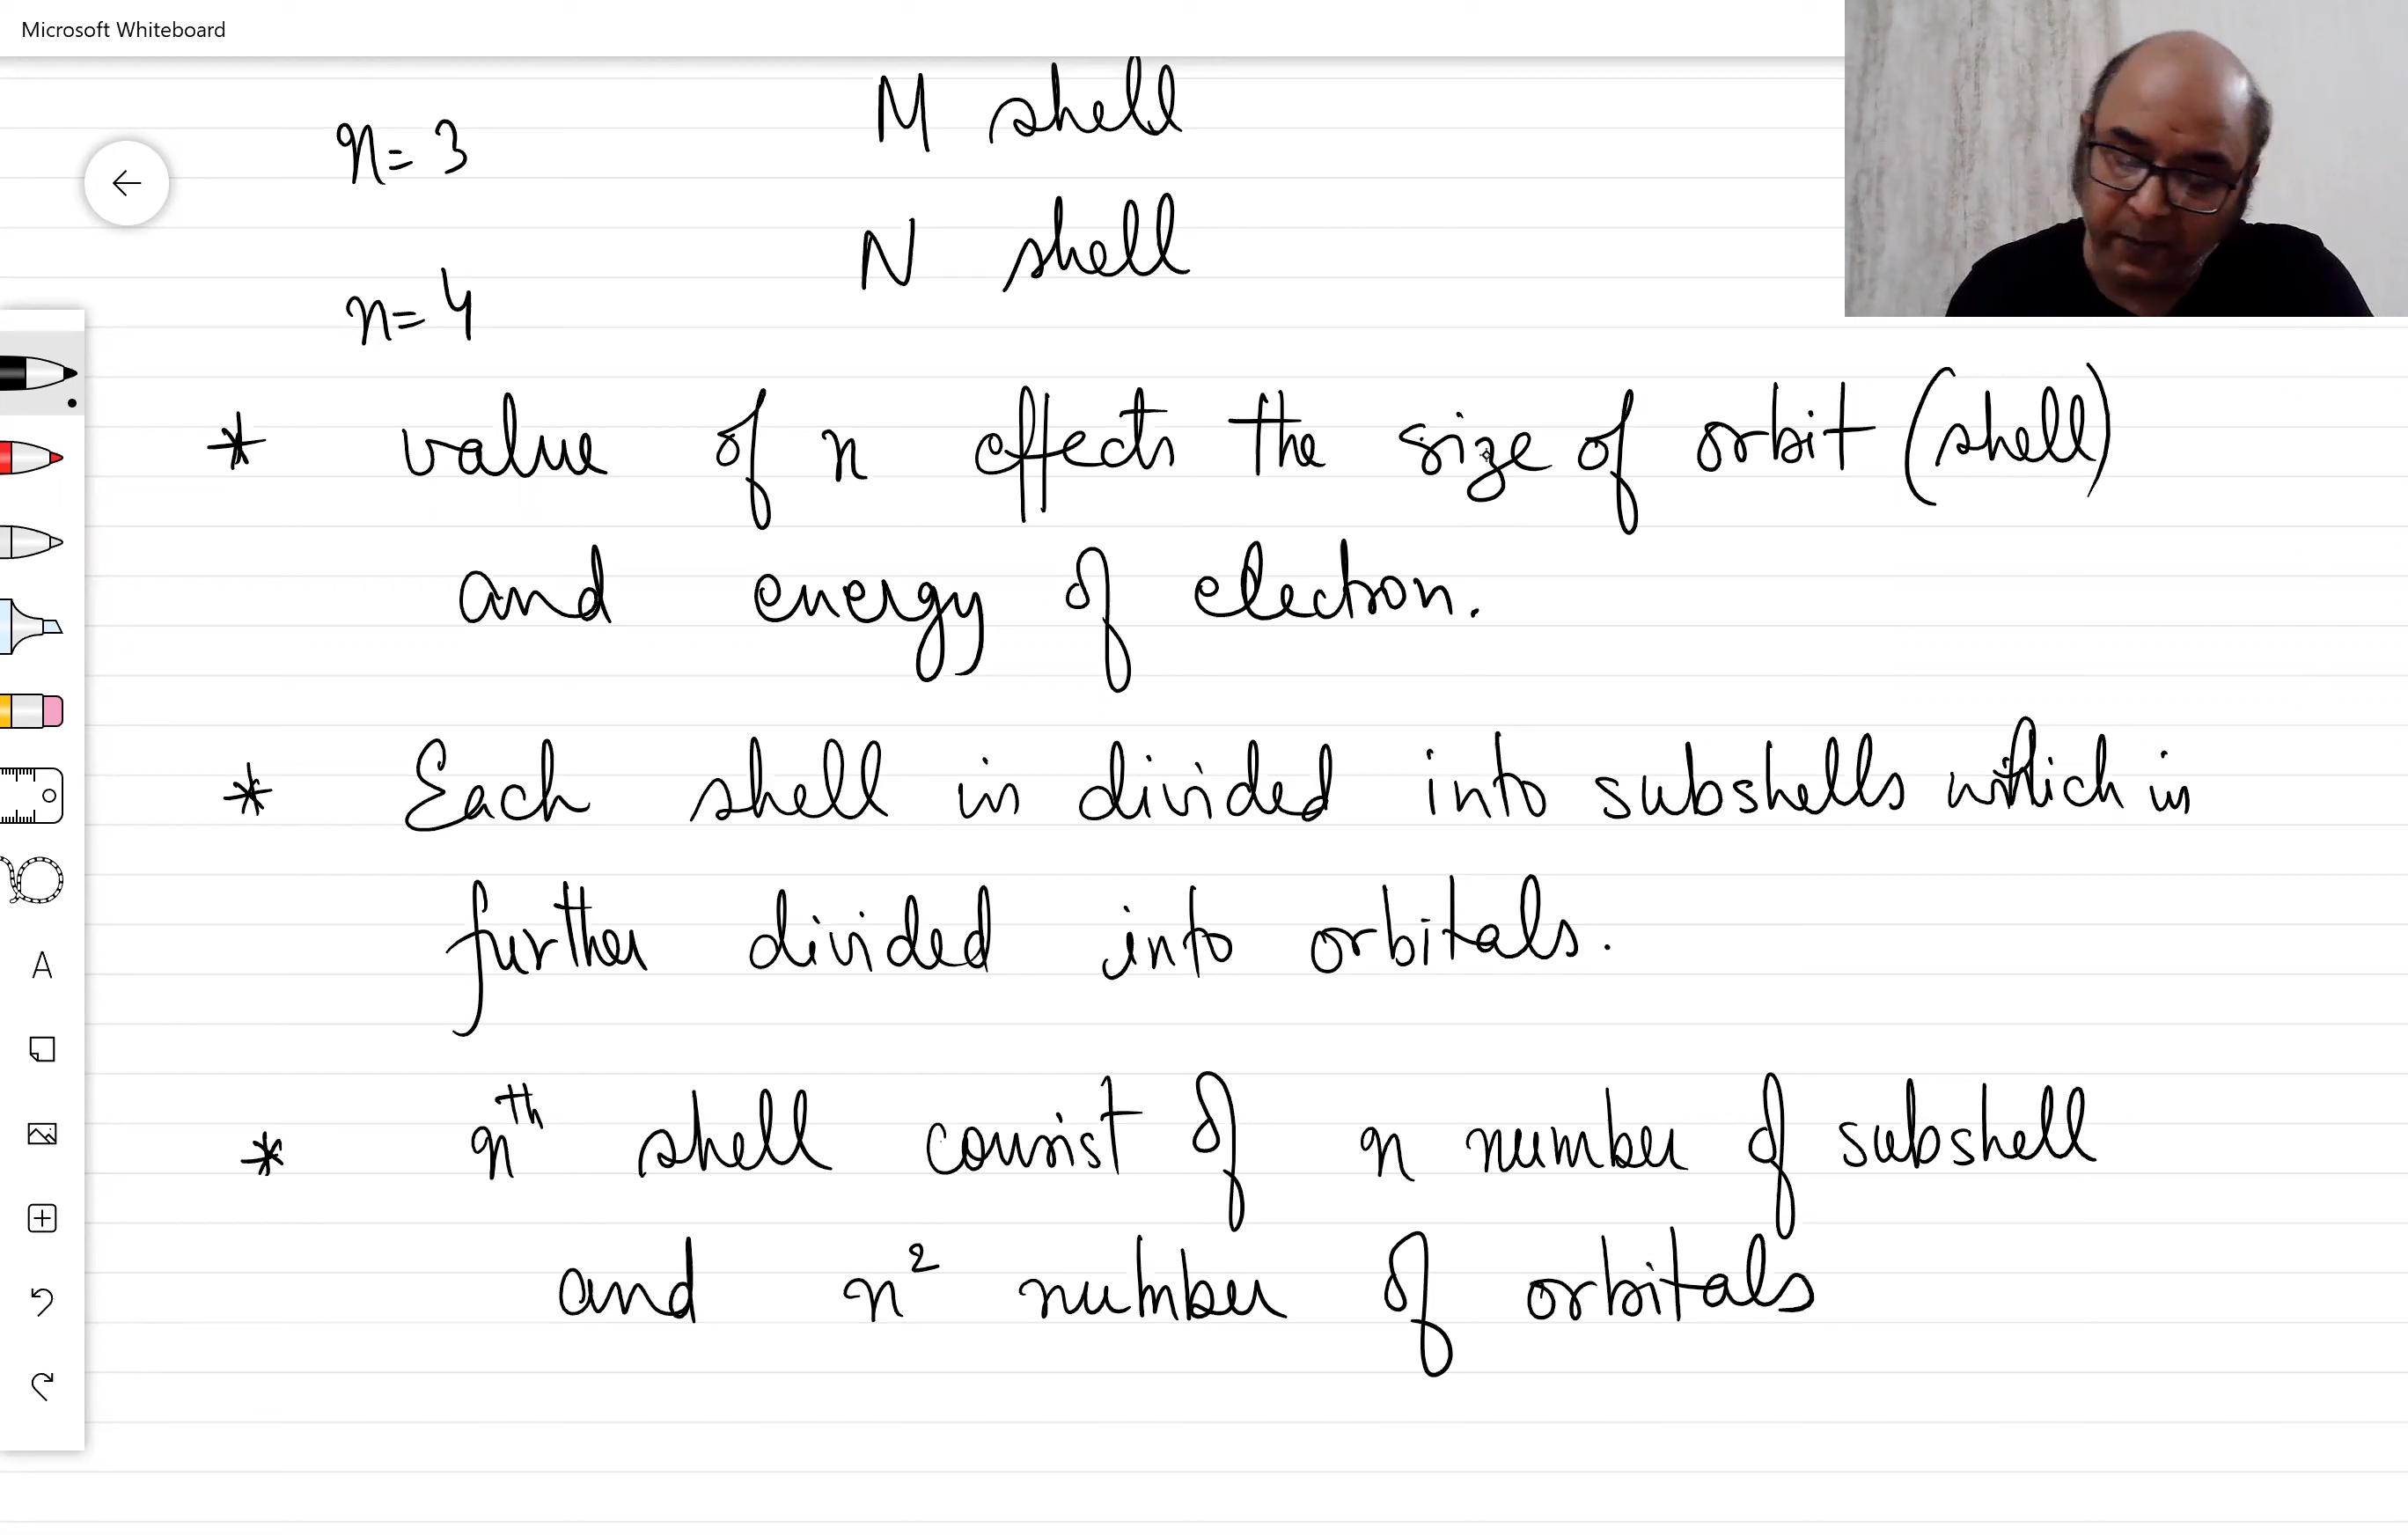 Microsoft Whiteboard
n=3 M shell
n=4 N shell
* value of n effects the size of orbit (shell)
and energy of electron.
* Each shell is divided into subshells which is
further divided into orbitals.
* nth shell consist of n number of subshell
and n² number of orbitals
A